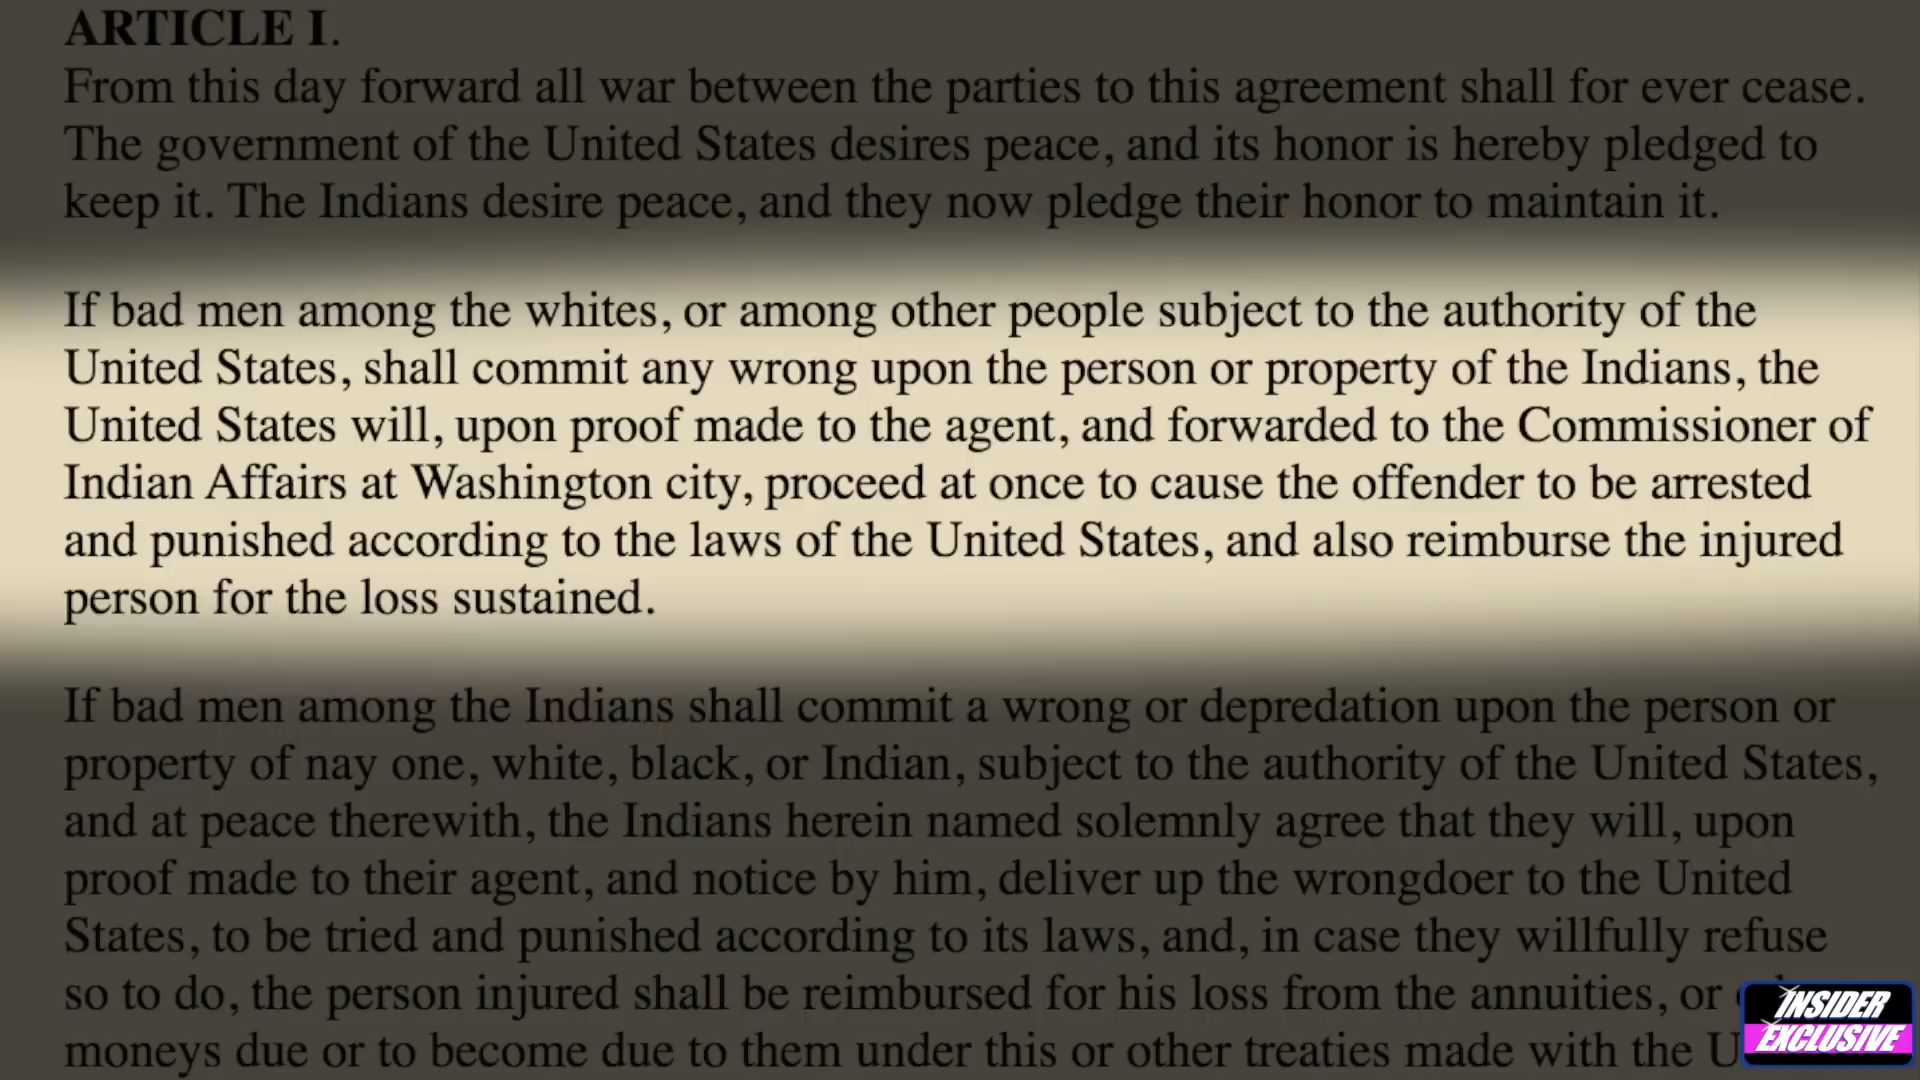 ARTICLE I.
From this day forward all war between the parties to this agreement shall for ever cease.
The government of the United States desires peace, and its honor is hereby pledged to
keep it. The Indians desire peace, and they now pledge their honor to maintain it.
If bad men among the whites, or among other people subject to the authority of the
United States, shall commit any wrong upon the person or property of the Indians, the
United States will, upon proof made to the agent, and forwarded to the Commissioner of
Indian Affairs at Washington city, proceed at once to cause the offender to be arrested
and punished according to the laws of the United States, and also reimburse the injured
person for the loss sustained.
If bad men among the Indians shall commit a wrong or depredation upon the person or
property of nay one, white, black, or Indian, subject to the authority of the United States,
and at peace therewith, the Indians herein named solemnly agree that they will, upon
proof made to their agent, and notice by him, deliver up the wrongdoer to the United
States, to be tried and punished according to its laws, and, in case they willfully refuse
so to do, the person injured shall be reimbursed for his loss from the annuities, or
moneys due or to become due to them under this or other treaties made with the
INSIDER
EXCLUSIVE